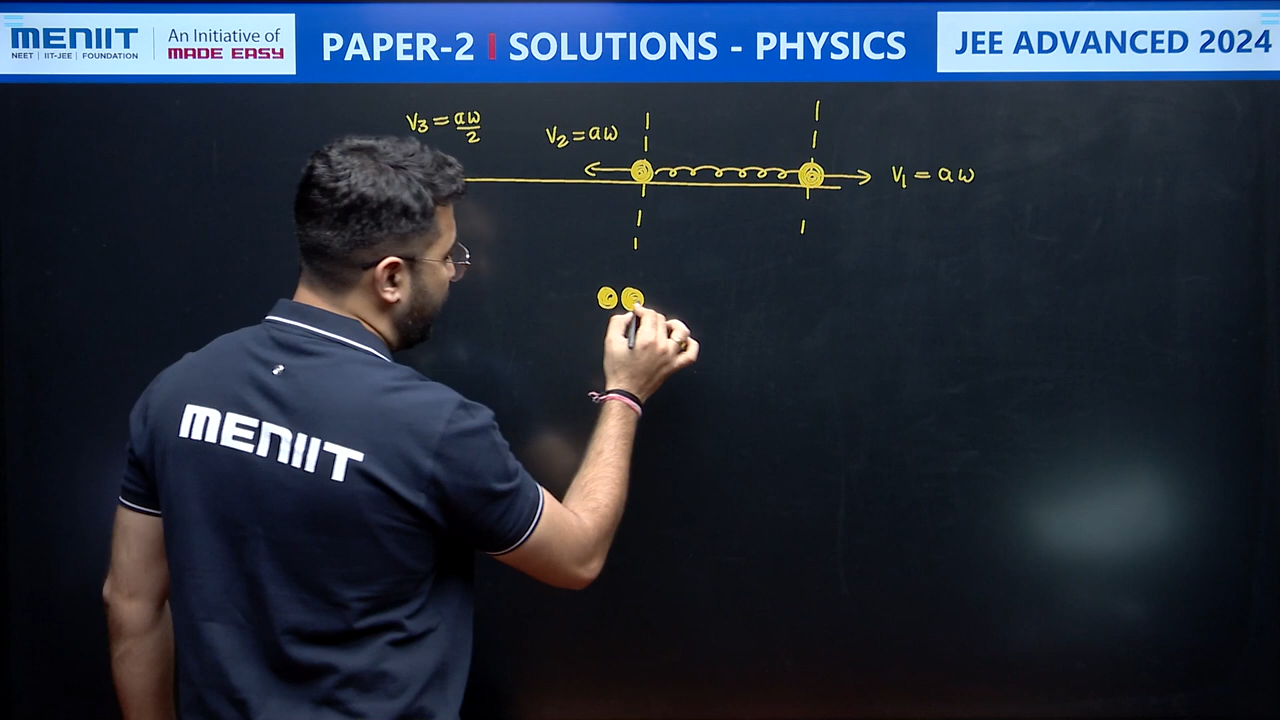 MENIIT
NEET | IIT-JEE | FOUNDATION
An Initiative of
MADE EASY
PAPER-2 | SOLUTIONS - PHYSICS
JEE ADVANCED 2024
V₃ = aω/2
V₂ = aω
V₁ = aω
MENIIT